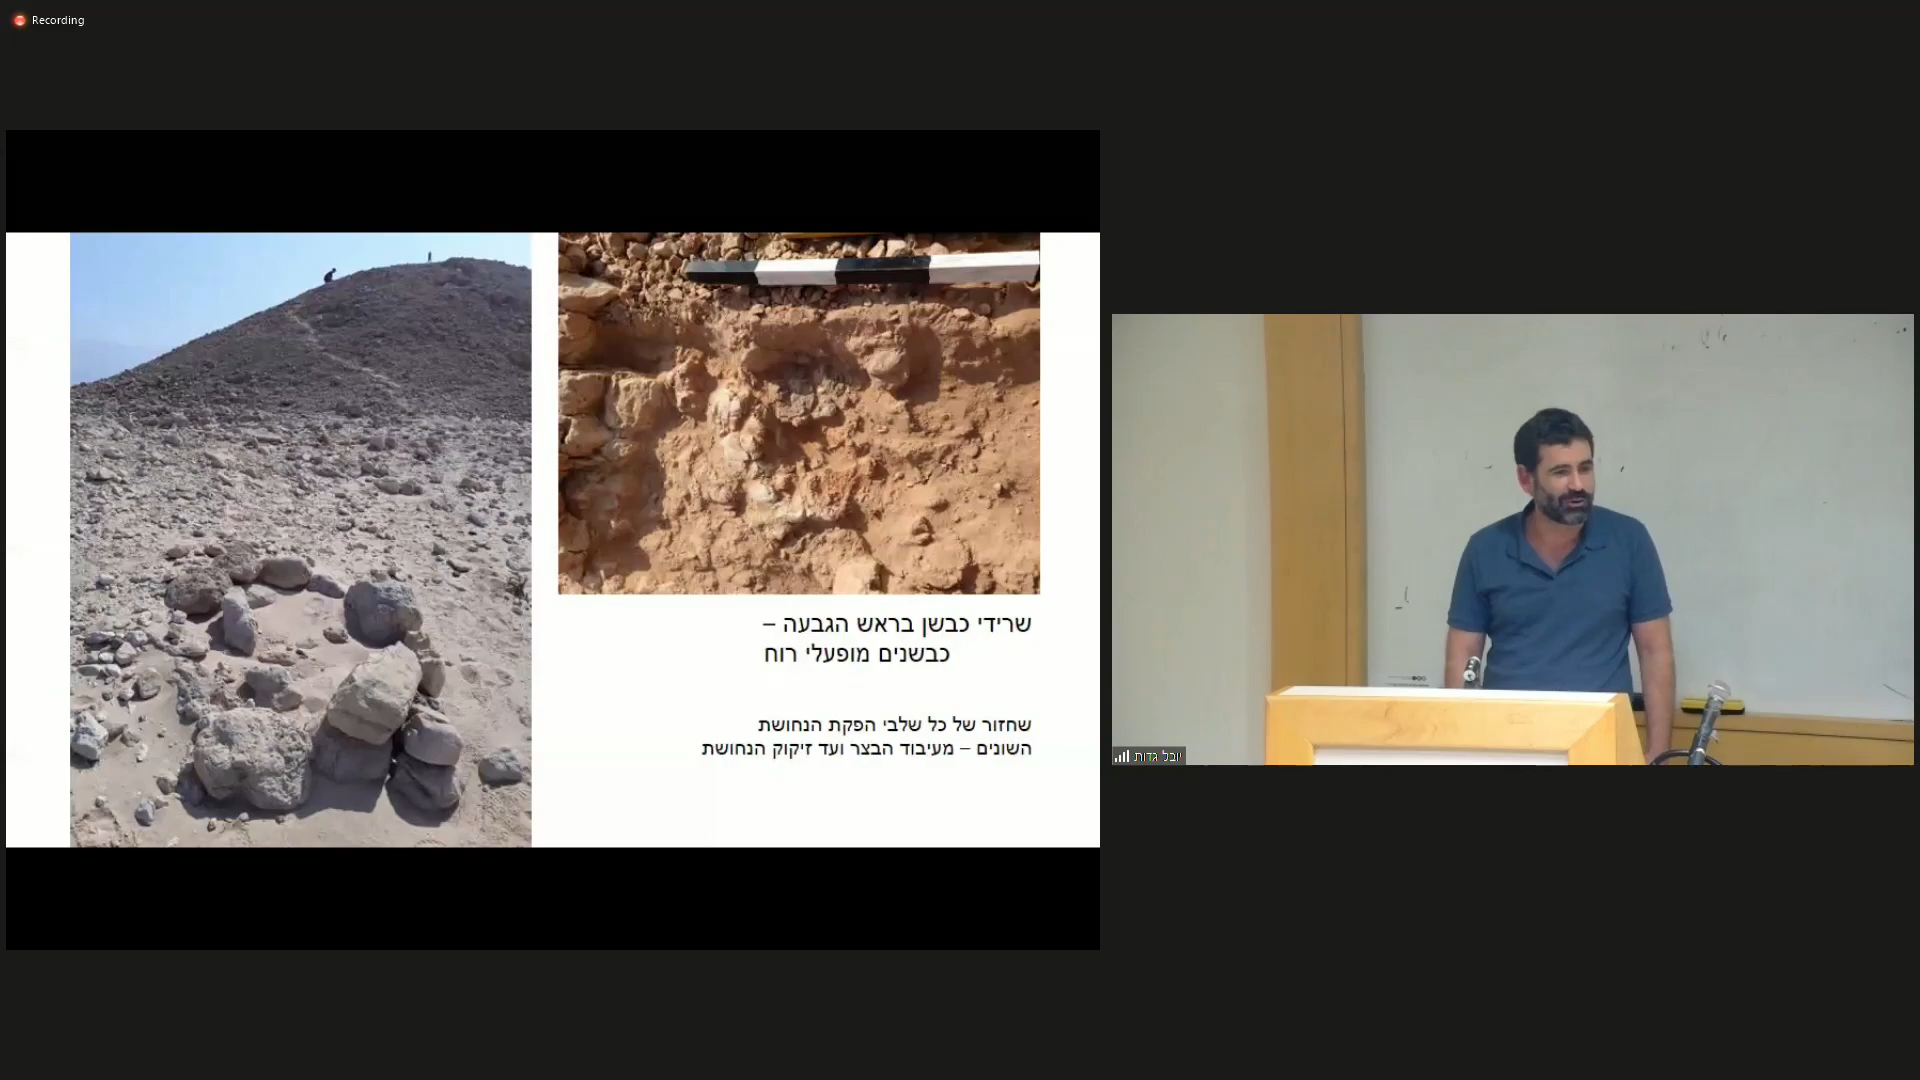 Recording
שרידי כבשן בראש הגבעה –
כבשנים מופעלי רוח
שחזור של כל שלבי הפקת הנחושת
השונים – מעיבוד הבצר ועד זיקוק הנחושת
יובל גדות